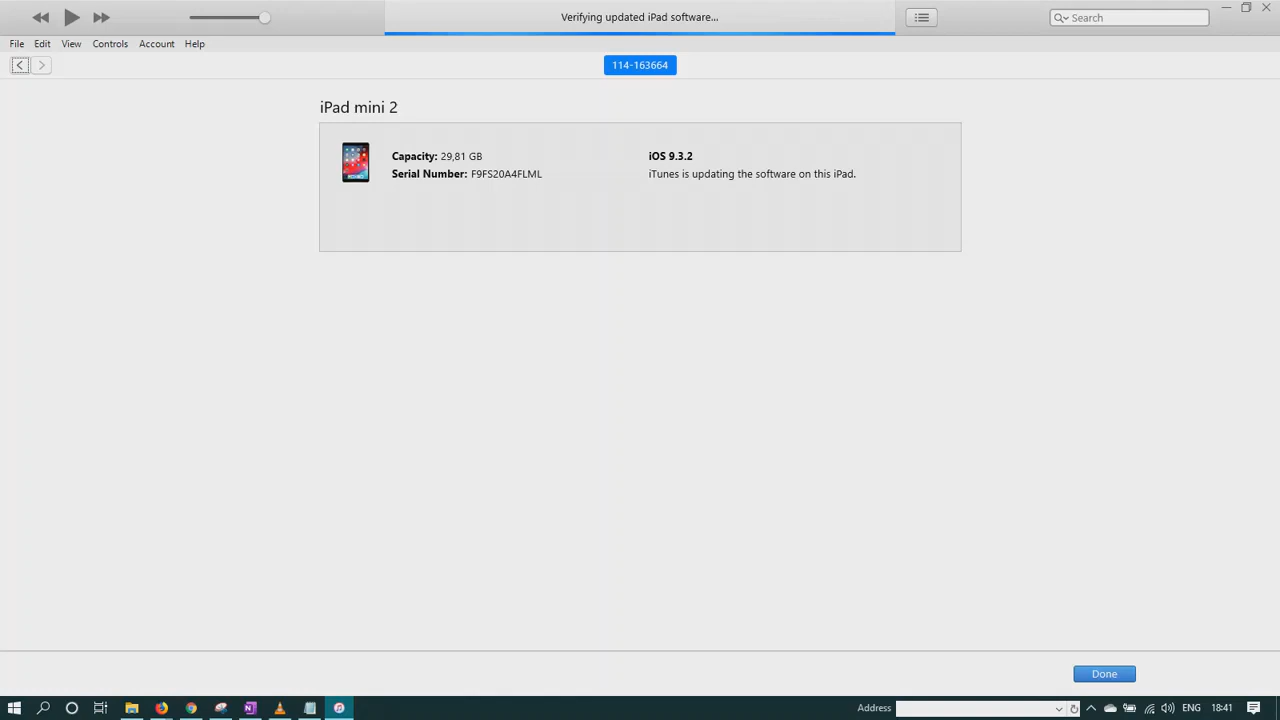 Verifying updated iPad software...
Search
File Edit View Controls Account Help
114-163664
iPad mini 2
Capacity: 29,81 GB
iOS 9.3.2
Serial Number: F9FS20A4FLML
iTunes is updating the software on this iPad.
Done
Address
ENG
18:41